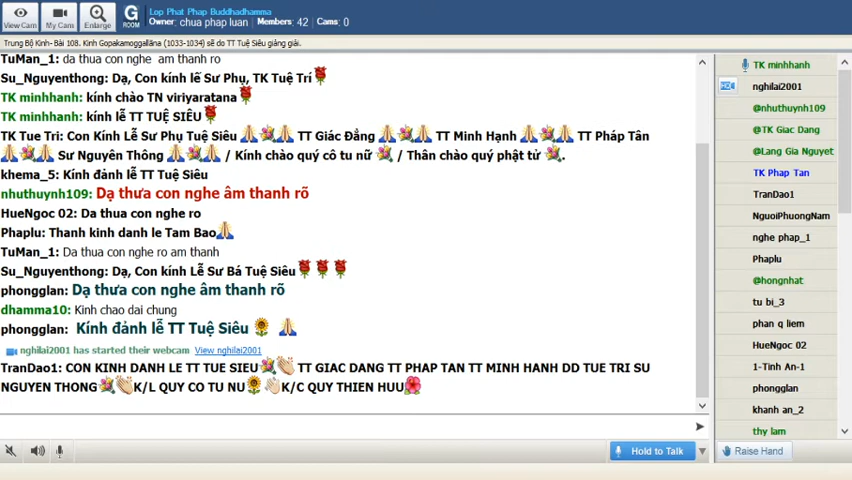 View Cam
My Cams
Enlarge
G ROOM
Lop Phat Phap Buddhadhamma
Owner: chua phap luan Members: 42 Cams: 0
Trung Bộ Kinh- Bài 108. Kinh Gopakamoggallāna (1033-1034) sẽ do TT Tuệ Siêu giảng giải.
TuMan_1: da thua con nghe am thanh ro
Su_Nguyenthong: Dạ, Con kính lễ Sư Phụ, TK Tuệ Trí
TK minhhanh: kính chào TN viriyaratana
TK minhhanh: kính lễ TT TUỆ SIÊU
TK Tue Tri: Con Kính Lễ Sư Phụ Tuệ Siêu TT Giác Đẳng TT Minh Hạnh TT Pháp Tân
Sư Nguyên Thông / Kính chào quý cô tu nữ / Thân chào quý phật tử .
khema_5: Kính đảnh lễ TT Tuệ Siêu
nhuthuynh109: Dạ thưa con nghe âm thanh rõ
HueNgoc 02: Da thua con nghe ro
Phaplu: Thanh kinh danh le Tam Bao
TuMan_1: Da thua con nghe ro am thanh
Su_Nguyenthong: Dạ, Con kính Lễ Sư Bá Tuệ Siêu
phongglan: Dạ thưa con nghe âm thanh rõ
dhamma10: Kinh chao dai chung
phongglan: Kính đảnh lễ TT Tuệ Siêu
nghilai2001 has started their webcam View nghilai2001
TranDao1: CON KINH DANH LE TT TUE SIEU TT GIAC DANG TT PHAP TAN TT MINH HANH DD TUE TRI SU
NGUYEN THONG K/L QUY CO TU NU K/C QUY THIEN HUU
Hold to Talk
TK minhhanh
nghilai2001
@nhuthuynh109
@TK Giac Dang
@Lang Gia Nguyet
TK Phap Tan
TranDao1
NguoiPhuongNam
nghe phap_1
Phaplu
@hongnhat
tu bi_3
phan q liem
HueNgoc 02
1-Tinh An-1
phongglan
khanh an_2
thy lam
Raise Hand